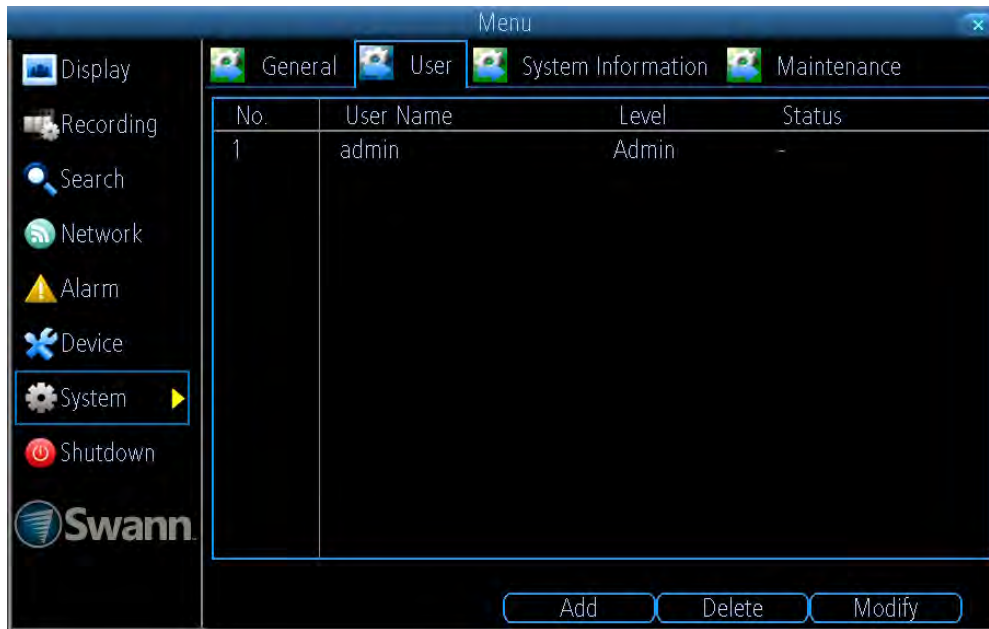 Menu
Display
Recording
Search
Network
Alarm
Device
System
Shutdown
Swann
General User System Information Maintenance
No. User Name Level Status
1 admin Admin -
Add Delete Modify